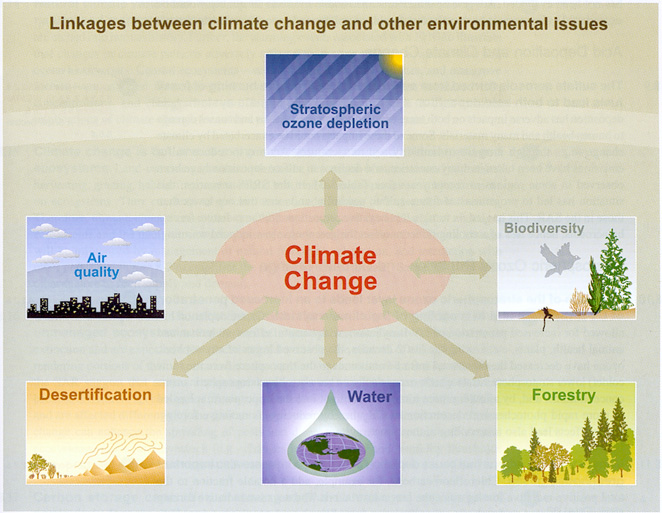 Linkages between climate change and other environmental issues
Stratospheric
ozone depletion
Air
quality
Climate
Change
Biodiversity
Desertification
Water
Forestry